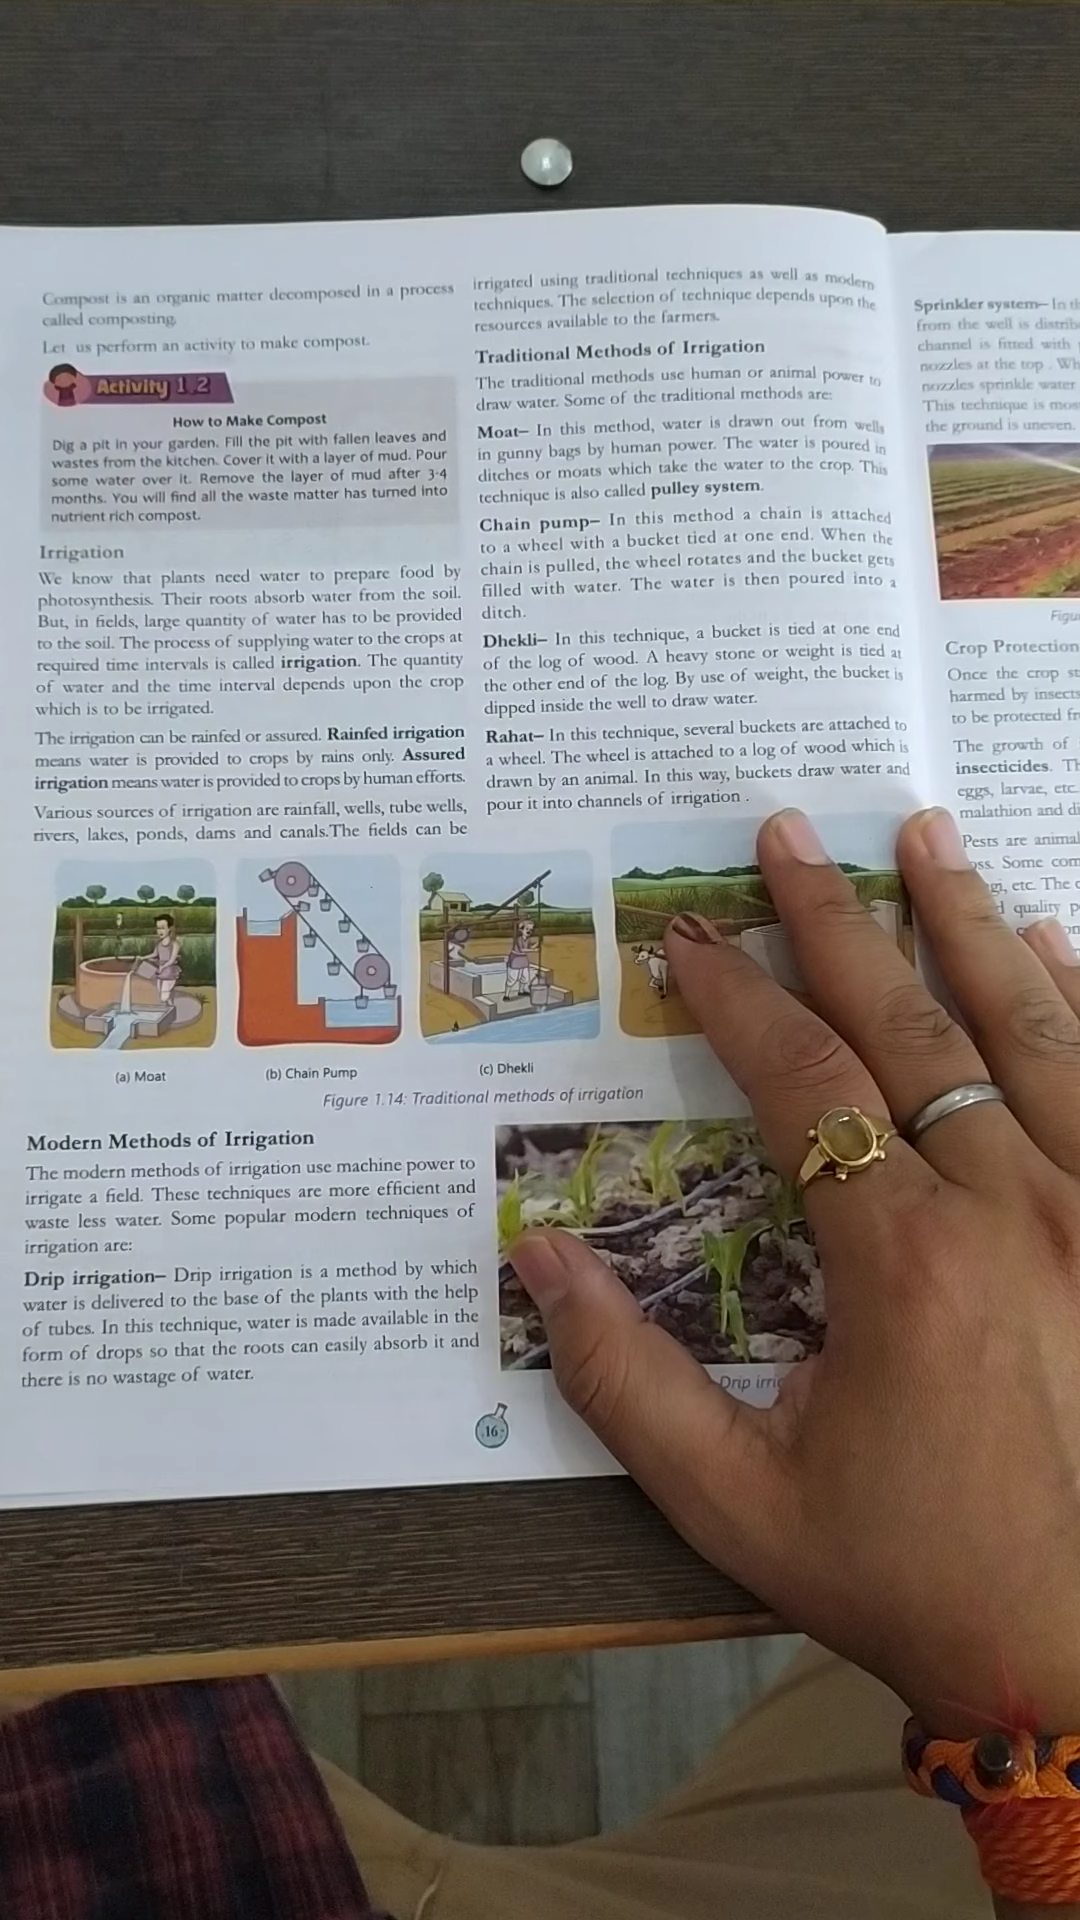 Compost is an organic matter decomposed in a process
called composting.
Let us perform an activity to make compost.
Activity 1.2
How to Make Compost
Dig a pit in your garden. Fill the pit with fallen leaves and
wastes from the kitchen. Cover it with a layer of mud. Pour
some water over it. Remove the layer of mud after 3-4
months. You will find all the waste matter has turned into
nutrient rich compost.
Irrigation
We know that plants need water to prepare food by
photosynthesis. Their roots absorb water from the soil.
But, in fields, large quantity of water has to be provided
to the soil. The process of supplying water to the crops at
required time intervals is called irrigation. The quantity
of water and the time interval depends upon the crop
which is to be irrigated.
The irrigation can be rainfed or assured. Rainfed irrigation
means water is provided to crops by rains only. Assured
irrigation means water is provided to crops by human efforts.
Various sources of irrigation are rainfall, wells, tube wells,
rivers, lakes, ponds, dams and canals.The fields can be
irrigated using traditional techniques as well as modern
techniques. The selection of technique depends upon the
resources available to the farmers.
Traditional Methods of Irrigation
The traditional methods use human or animal power to
draw water. Some of the traditional methods are:
Moat– In this method, water is drawn out from wells
in gunny bags by human power. The water is poured in
ditches or moats which take the water to the crop. This
technique is also called pulley system.
Chain pump– In this method a chain is attached
to a wheel with a bucket tied at one end. When the
chain is pulled, the wheel rotates and the bucket gets
filled with water. The water is then poured into a
ditch.
Dhekli– In this technique, a bucket is tied at one end
of the log of wood. A heavy stone or weight is tied at
the other end of the log. By use of weight, the bucket is
dipped inside the well to draw water.
Rahat– In this technique, several buckets are attached to
a wheel. The wheel is attached to a log of wood which is
drawn by an animal. In this way, buckets draw water and
pour it into channels of irrigation .
(a) Moat
(b) Chain Pump
(c) Dhekli
Figure 1.14: Traditional methods of irrigation
Modern Methods of Irrigation
The modern methods of irrigation use machine power to
irrigate a field. These techniques are more efficient and
waste less water. Some popular modern techniques of
irrigation are:
Drip irrigation– Drip irrigation is a method by which
water is delivered to the base of the plants with the help
of tubes. In this technique, water is made available in the
form of drops so that the roots can easily absorb it and
there is no wastage of water.
Drip
16
Sprinkler system– In
from the well is
channel is fitted with
nozzles at the top.
nozzles sprinkle water
This technique is
the ground is uneven.
Crop Protection
Once the crop
harmed by insects
to be protected
The growth of
insecticides.
eggs, larvae, etc.
malathion and
Pests are
Some
etc. The
quality